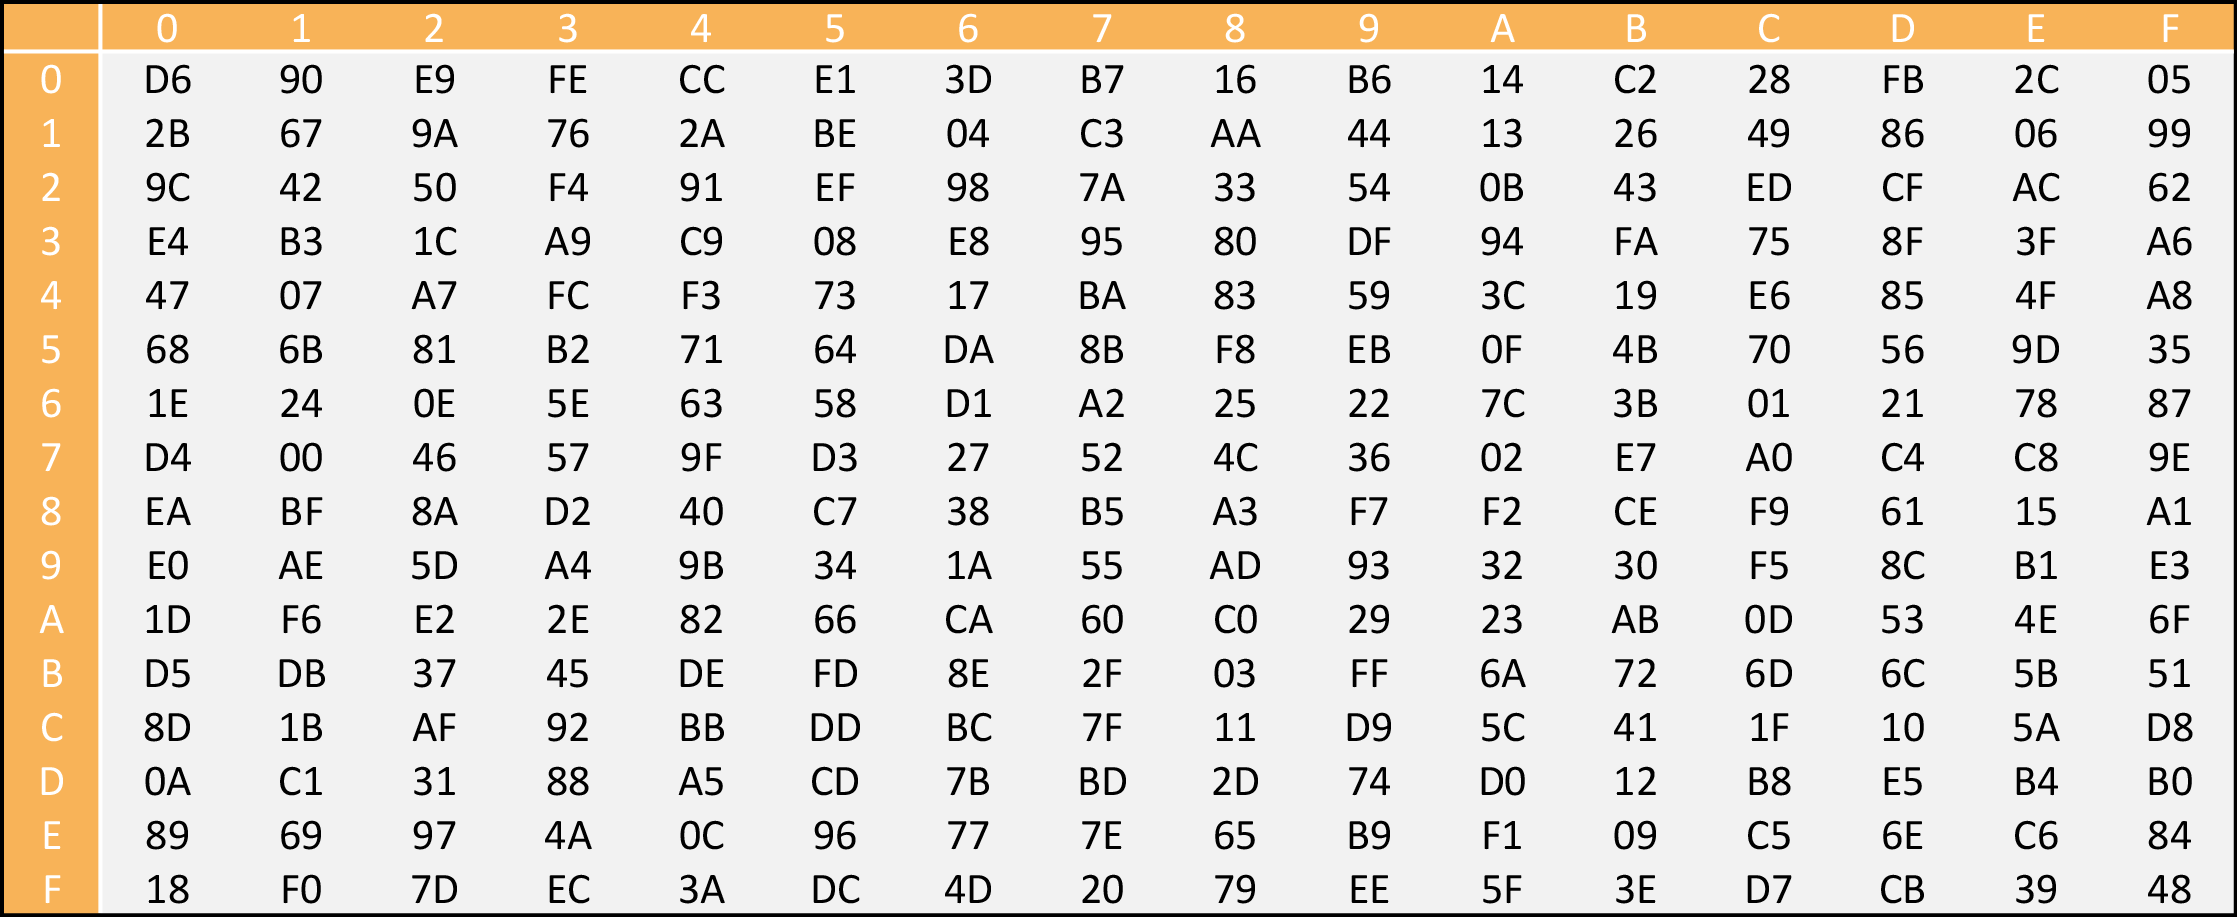 0 1 2 3 4 5 6 7 8 9 A B C D E F
0 D6 90 E9 FE CC E1 3D B7 16 B6 14 C2 28 FB 2C 05
1 2B 67 9A 76 2A BE 04 C3 AA 44 13 26 49 86 06 99
2 9C 42 50 F4 91 EF 98 7A 33 54 0B 43 ED CF AC 62
3 E4 B3 1C A9 C9 08 E8 95 80 DF 94 FA 75 8F 3F A6
4 47 07 A7 FC F3 73 17 BA 83 59 3C 19 E6 85 4F A8
5 68 6B 81 B2 71 64 DA 8B F8 EB 0F 4B 70 56 9D 35
6 1E 24 0E 5E 63 58 D1 A2 25 22 7C 3B 01 21 78 87
7 D4 00 46 57 9F D3 27 52 4C 36 02 E7 A0 C4 C8 9E
8 EA BF 8A D2 40 C7 38 B5 A3 F7 F2 CE F9 61 15 A1
9 E0 AE 5D A4 9B 34 1A 55 AD 93 32 30 F5 8C B1 E3
A 1D F6 E2 2E 82 66 CA 60 C0 29 23 AB 0D 53 4E 6F
B D5 DB 37 45 DE FD 8E 2F 03 FF 6A 72 6D 6C 5B 51
C 8D 1B AF 92 BB DD BC 7F 11 D9 5C 41 1F 10 5A D8
D 0A C1 31 88 A5 CD 7B BD 2D 74 D0 12 B8 E5 B4 B0
E 89 69 97 4A 0C 96 77 7E 65 B9 F1 09 C5 6E C6 84
F 18 F0 7D EC 3A DC 4D 20 79 EE 5F 3E D7 CB 39 48